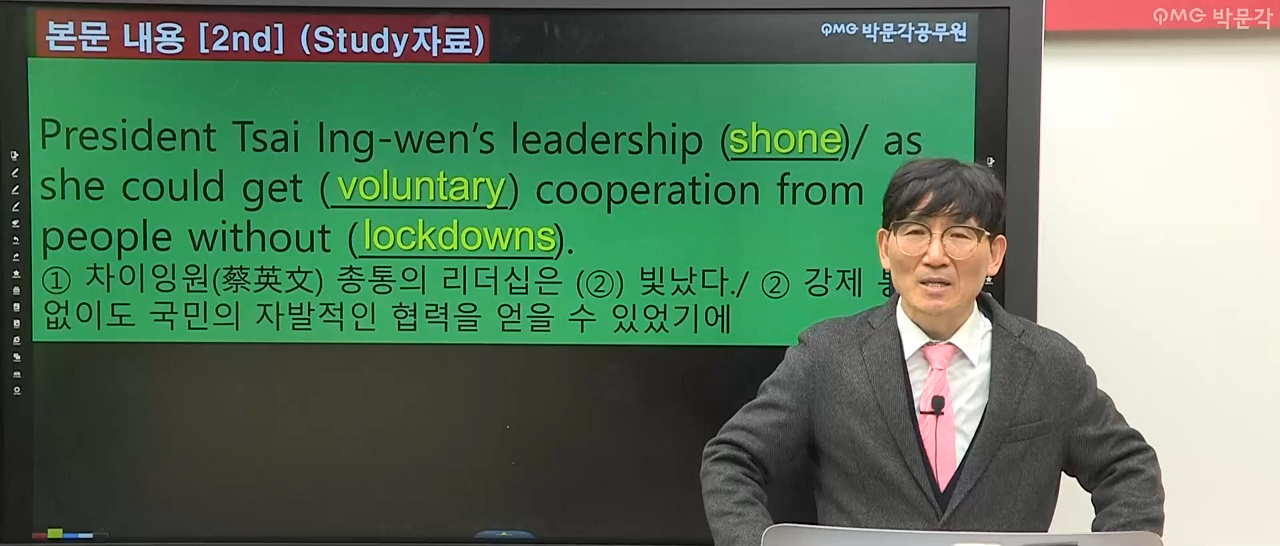 본문 내용 [2nd] (Study자료)
PMG 박문각공무원
PMG 박문각
President Tsai Ing-wen’s leadership (shone)/ as
she could get (voluntary) cooperation from
people without (lockdowns).
① 차이잉원(蔡英文) 총통의 리더십은 (②) 빛났다./ ② 강제
없이도 국민의 자발적인 협력을 얻을 수 있었기에